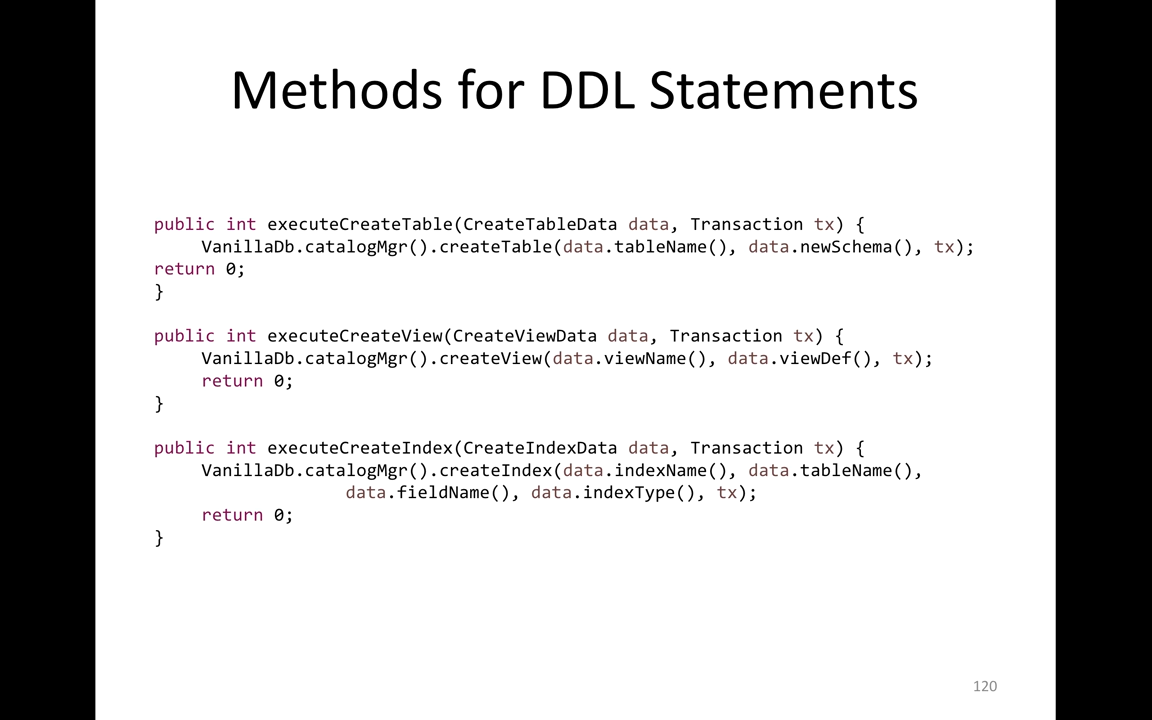 Methods for DDL Statements
public int executeCreateTable(CreateTableData data, Transaction tx) {
VanillaDb.catalogMgr().createTable(data.tableName(), data.newSchema(), tx);
return 0;
}
public int executeCreateView(CreateViewData data, Transaction tx) {
VanillaDb.catalogMgr().createView(data.viewName(), data.viewDef(), tx);
return 0;
}
public int executeCreateIndex(CreateIndexData data, Transaction tx) {
VanillaDb.catalogMgr().createIndex(data.indexName(), data.tableName(),
data.fieldName(), data.indexType(), tx);
return 0;
}
120